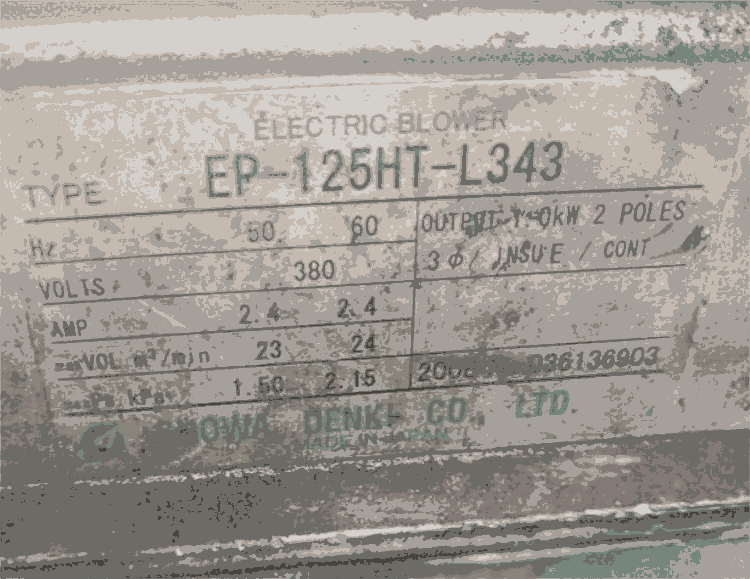 ELECTRIC BLOWER
TYPE EP-125HT-L343
Hz 50 60
OUTPUT 1.0KW 2 POLES
VOLTS 380
3 Φ / INSU'E / CONT
AMP 2.4 2.4
VOL m³/min 23 24
kPa 1.50 2.15
036136903
DENKI CO LTD.
MADE IN JAPAN